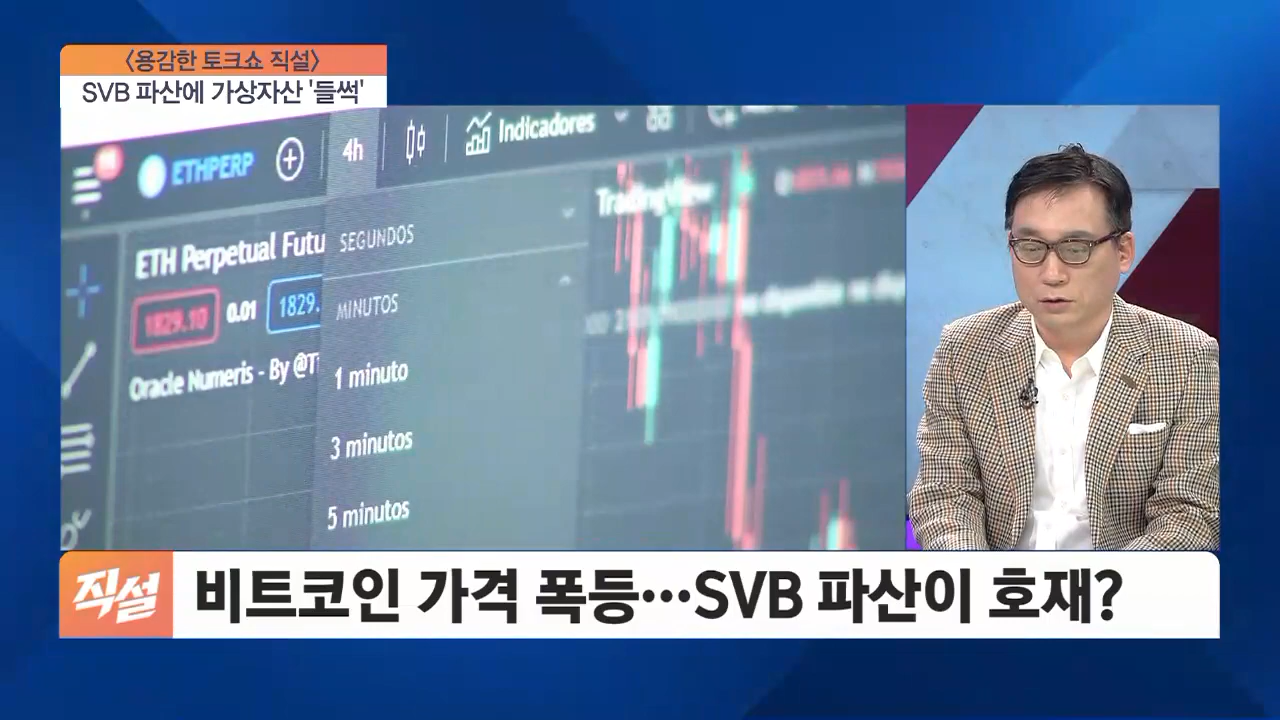 〈용감한 토크쇼 직설〉
SVB 파산에 가상자산 '들썩'
ETHPERP
4h
Indicadores
ETH Perpetual Futu
SEGUNDOS
TradingView
1829.10
0.01
1829.
MINUTOS
Oracle Numeris - By @T
1 minuto
3 minutos
5 minutos
직설
비트코인 가격 폭등…SVB 파산이 호재?